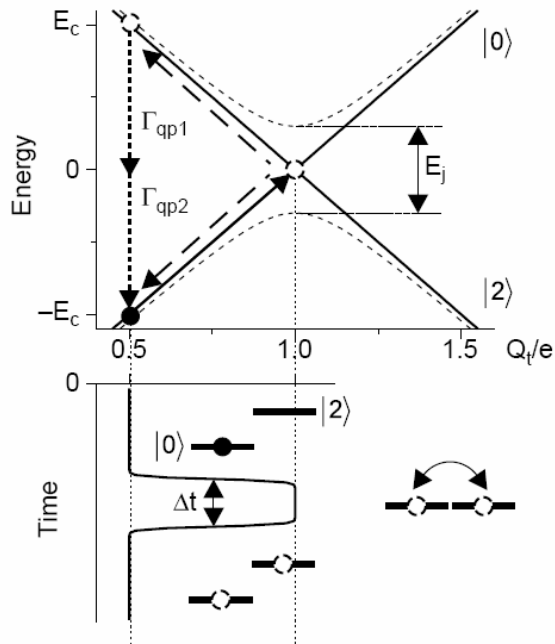 E_c
|0⟩
Γ_qp1
Energy
0
E_j
Γ_qp2
|2⟩
–E_c
0.5
1.0
1.5
Q_t/e
0
|2⟩
|0⟩
Time
Δt